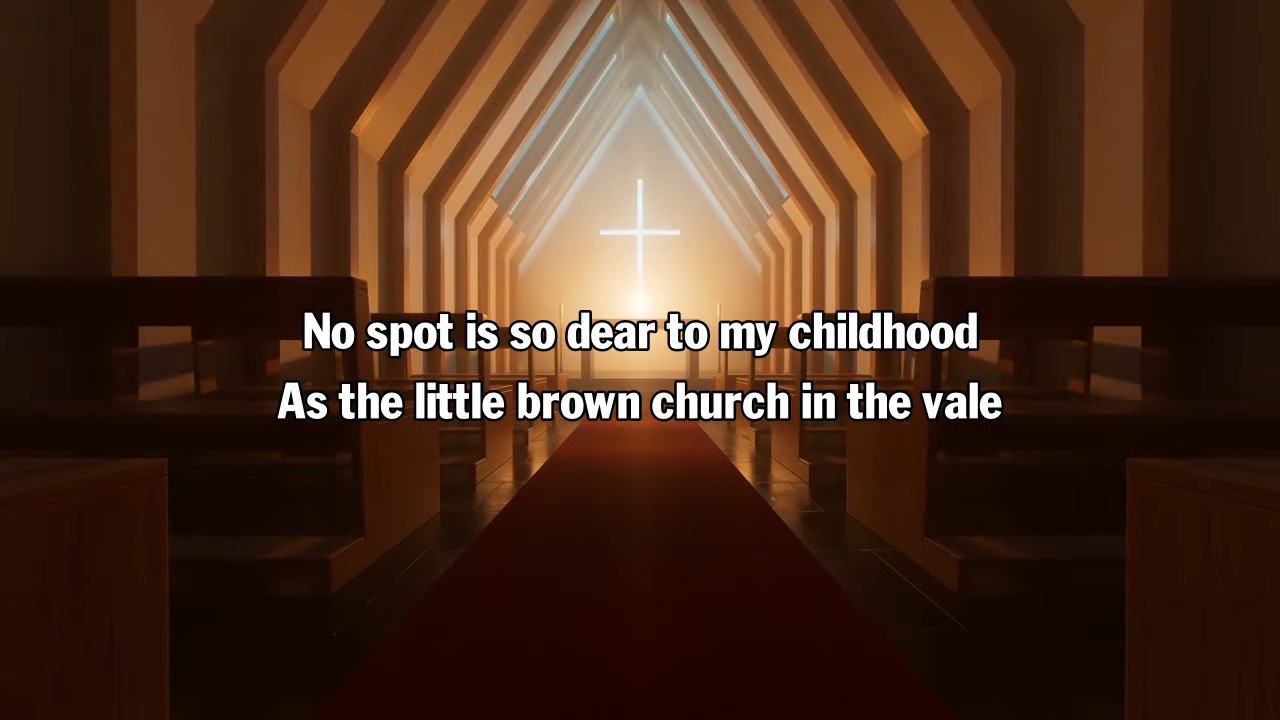 No spot is so dear to my childhood
As the little brown church in the vale